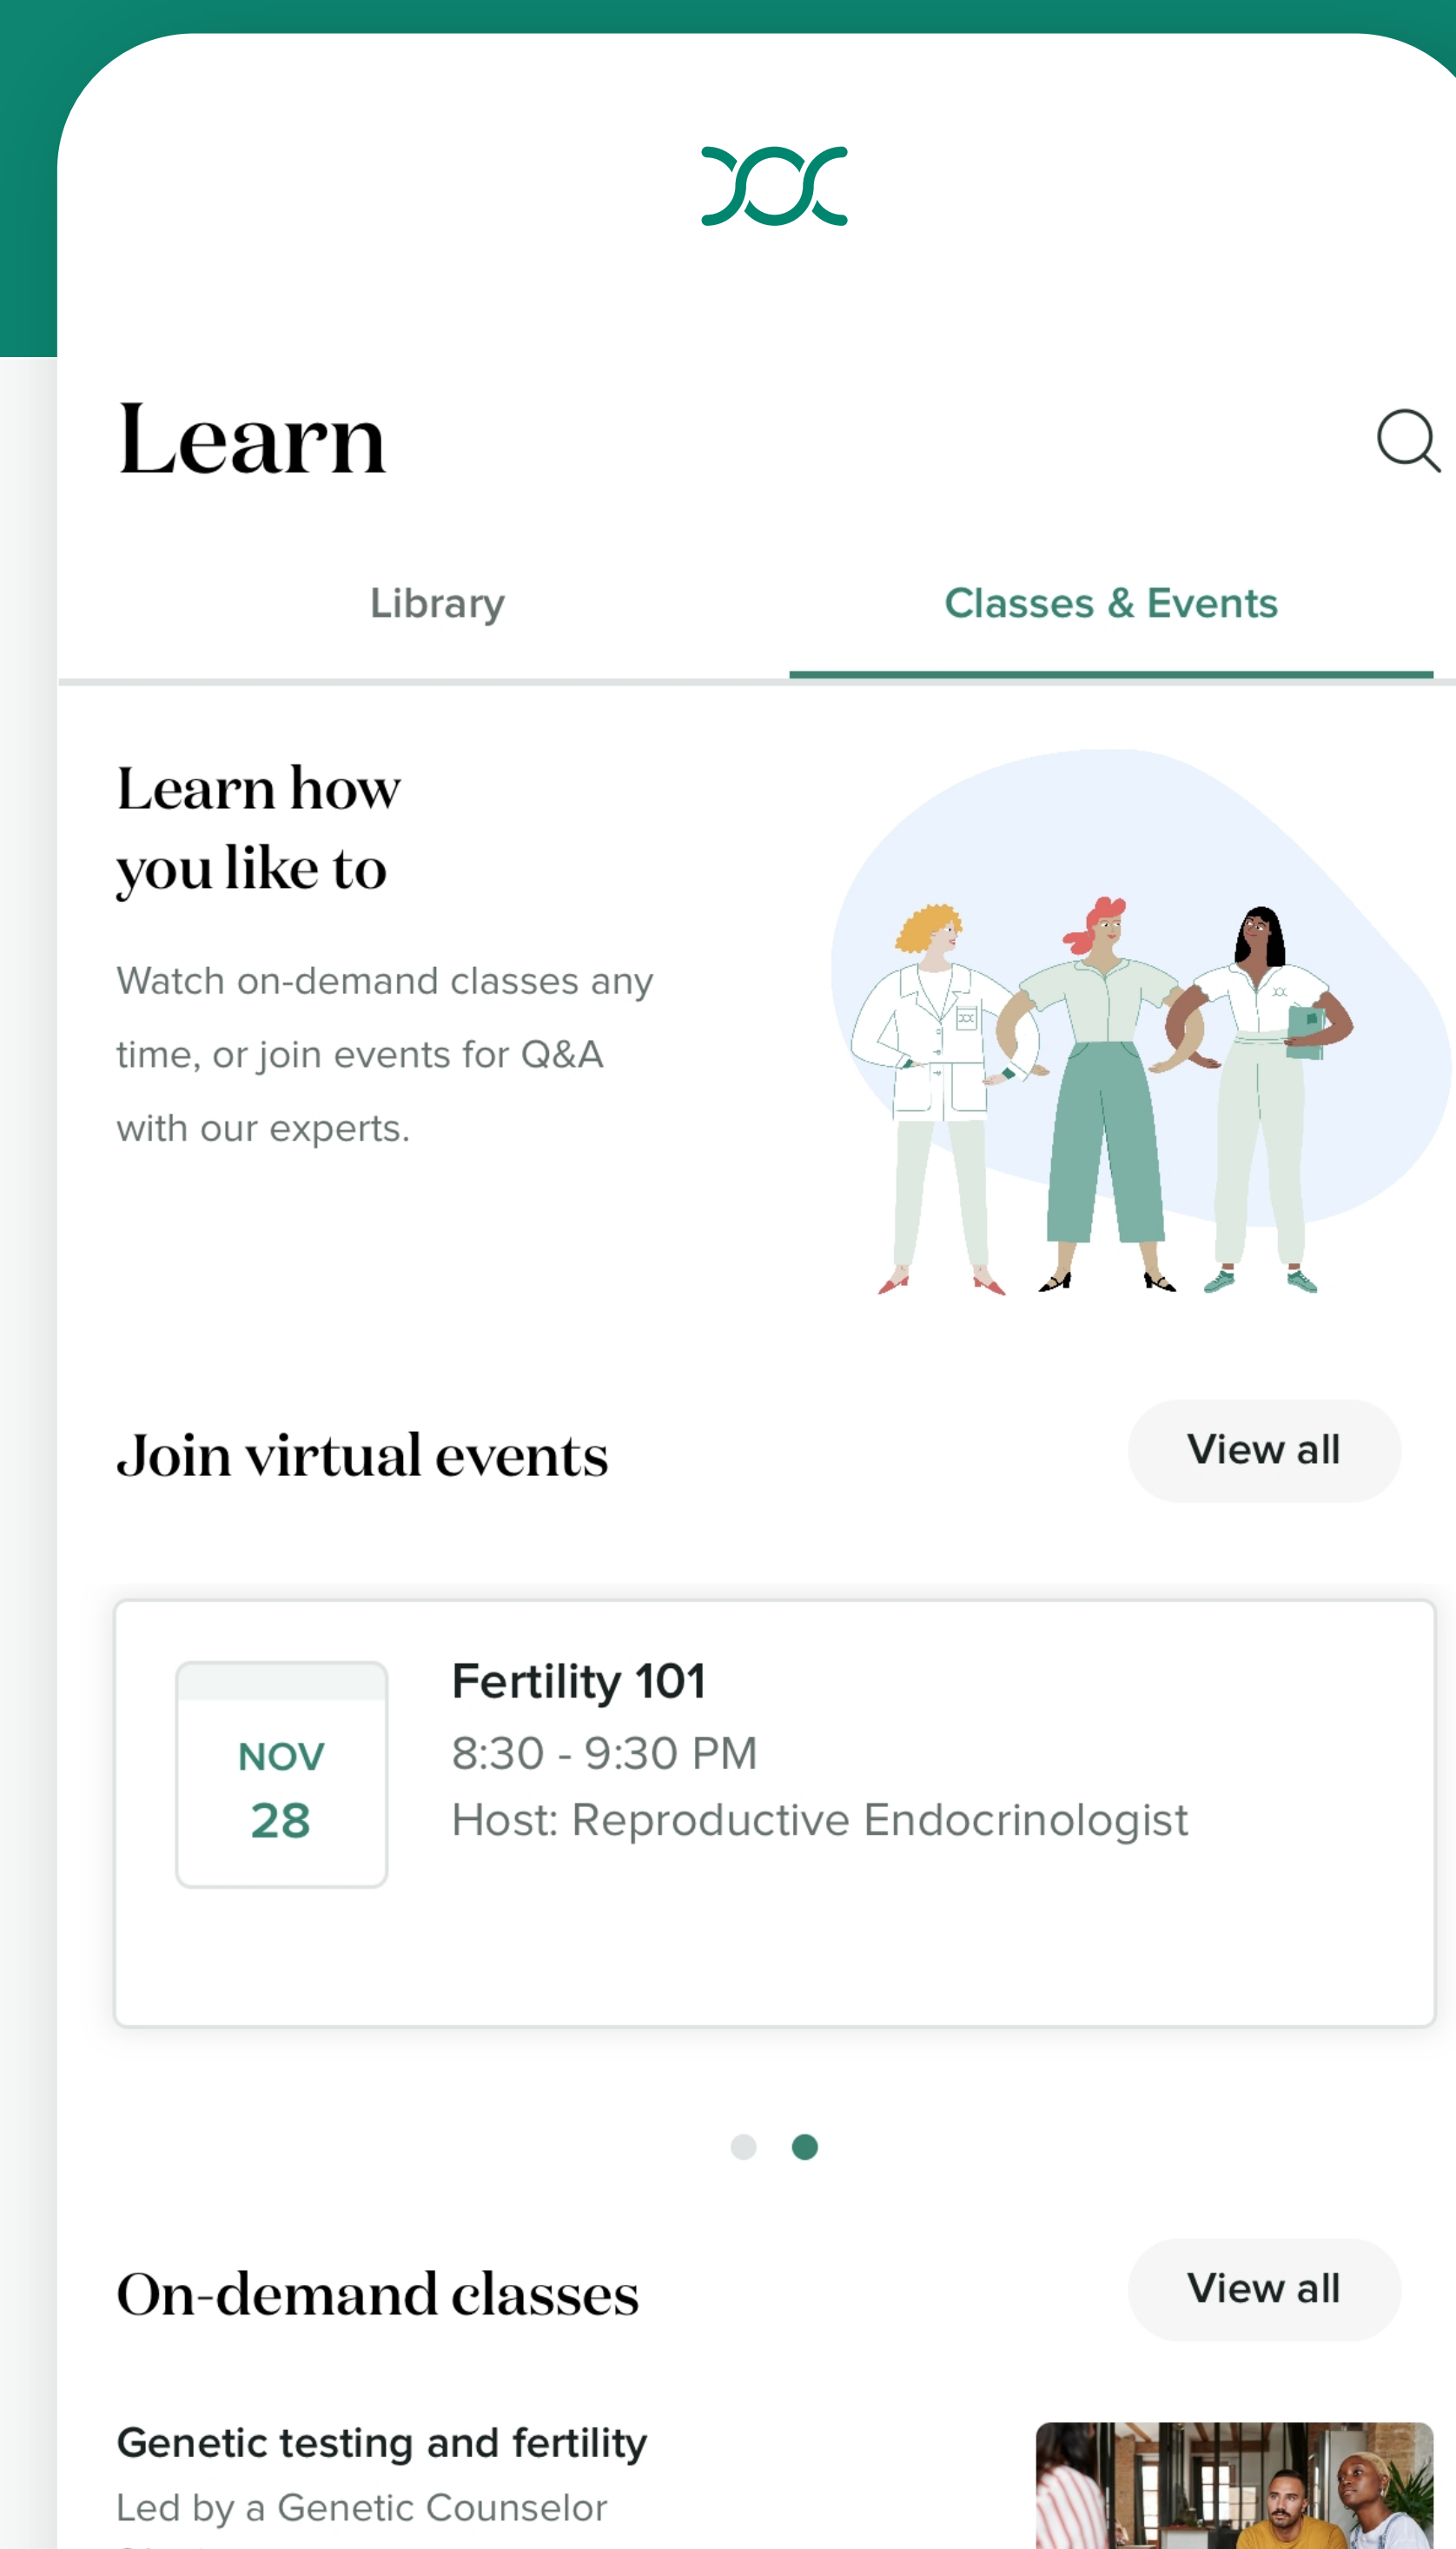 Learn
Library
Classes & Events
Learn how
you like to
Watch on-demand classes any
time, or join events for Q&A
with our experts.
Join virtual events
View all
NOV
28
Fertility 101
8:30 - 9:30 PM
Host: Reproductive Endocrinologist
On-demand classes
View all
Genetic testing and fertility
Led by a Genetic Counselor